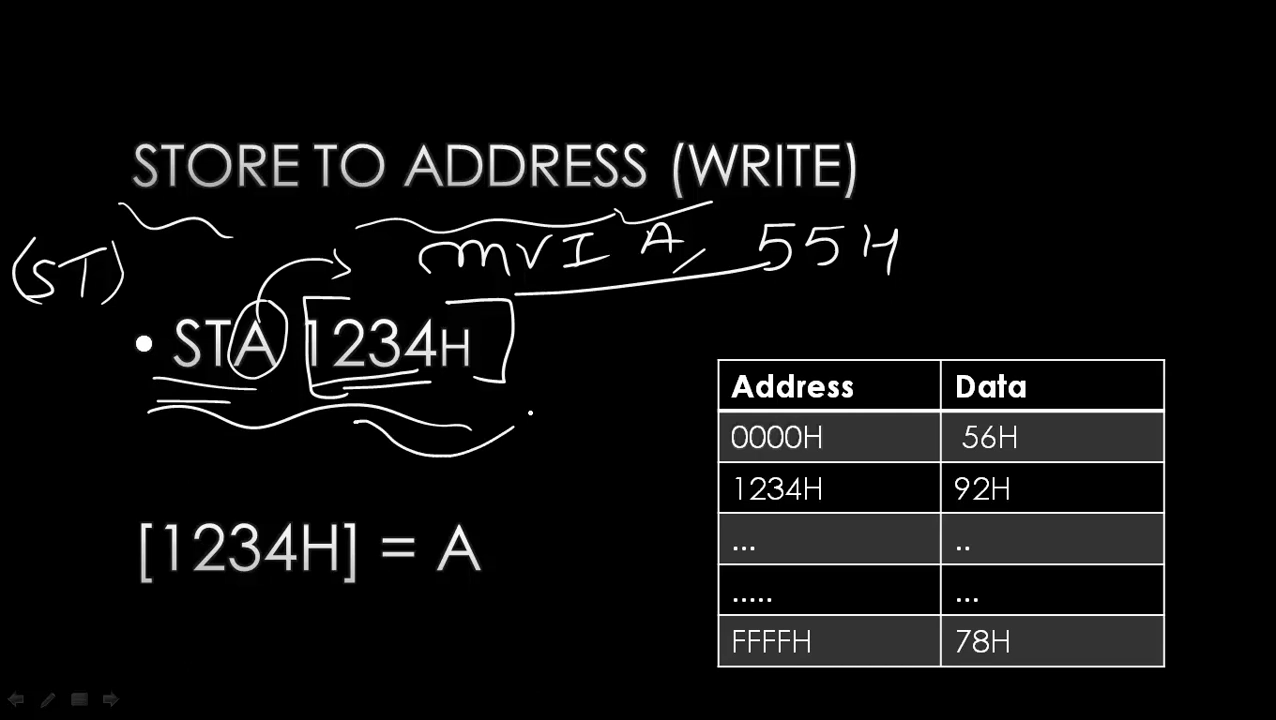 STORE TO ADDRESS (WRITE)
mVI A, 55H
(ST)
• STA 1234H
[1234H] = A
Address Data
0000H 56H
1234H 92H
... ..
..... ...
FFFFH 78H